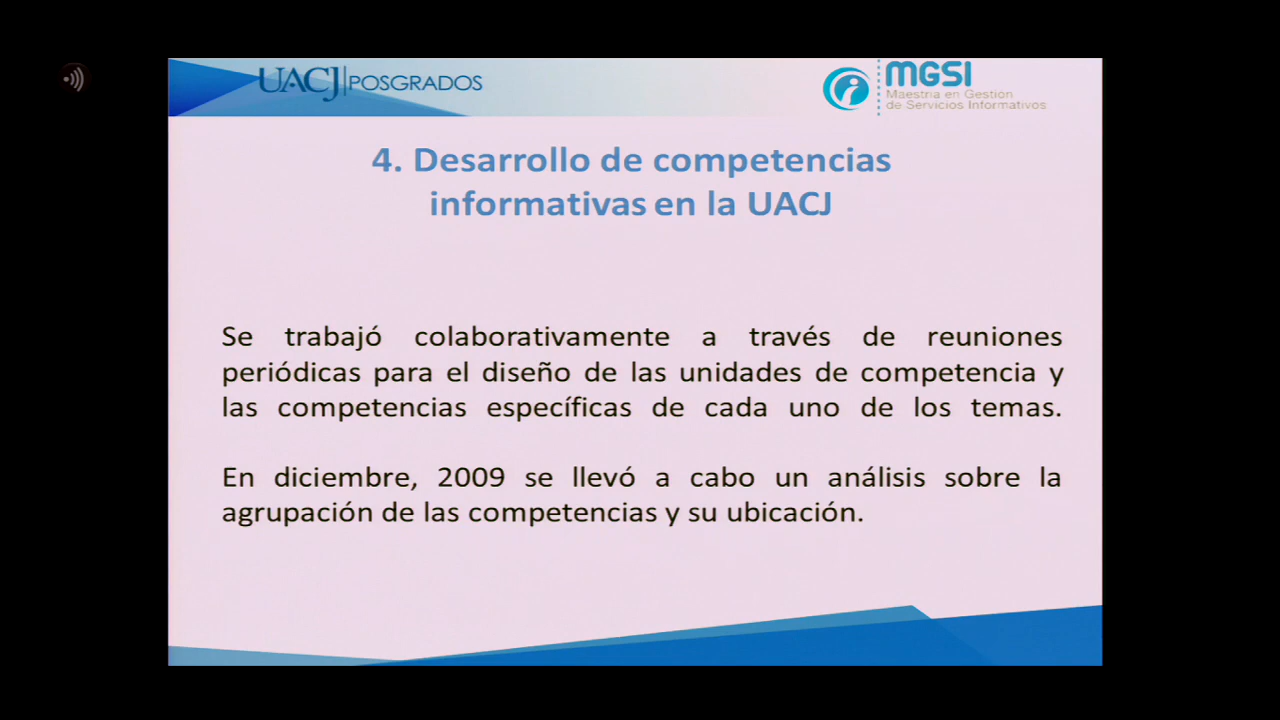 UACJ POSGRADOS
MGSI
Maestria en Gestion
de Servicios Informativos
4. Desarrollo de competencias
informativas en la UACJ
Se trabajó colaborativamente a través de reuniones
periódicas para el diseño de las unidades de competencia y
las competencias específicas de cada uno de los temas.
En diciembre, 2009 se llevó a cabo un análisis sobre la
agrupación de las competencias y su ubicación.